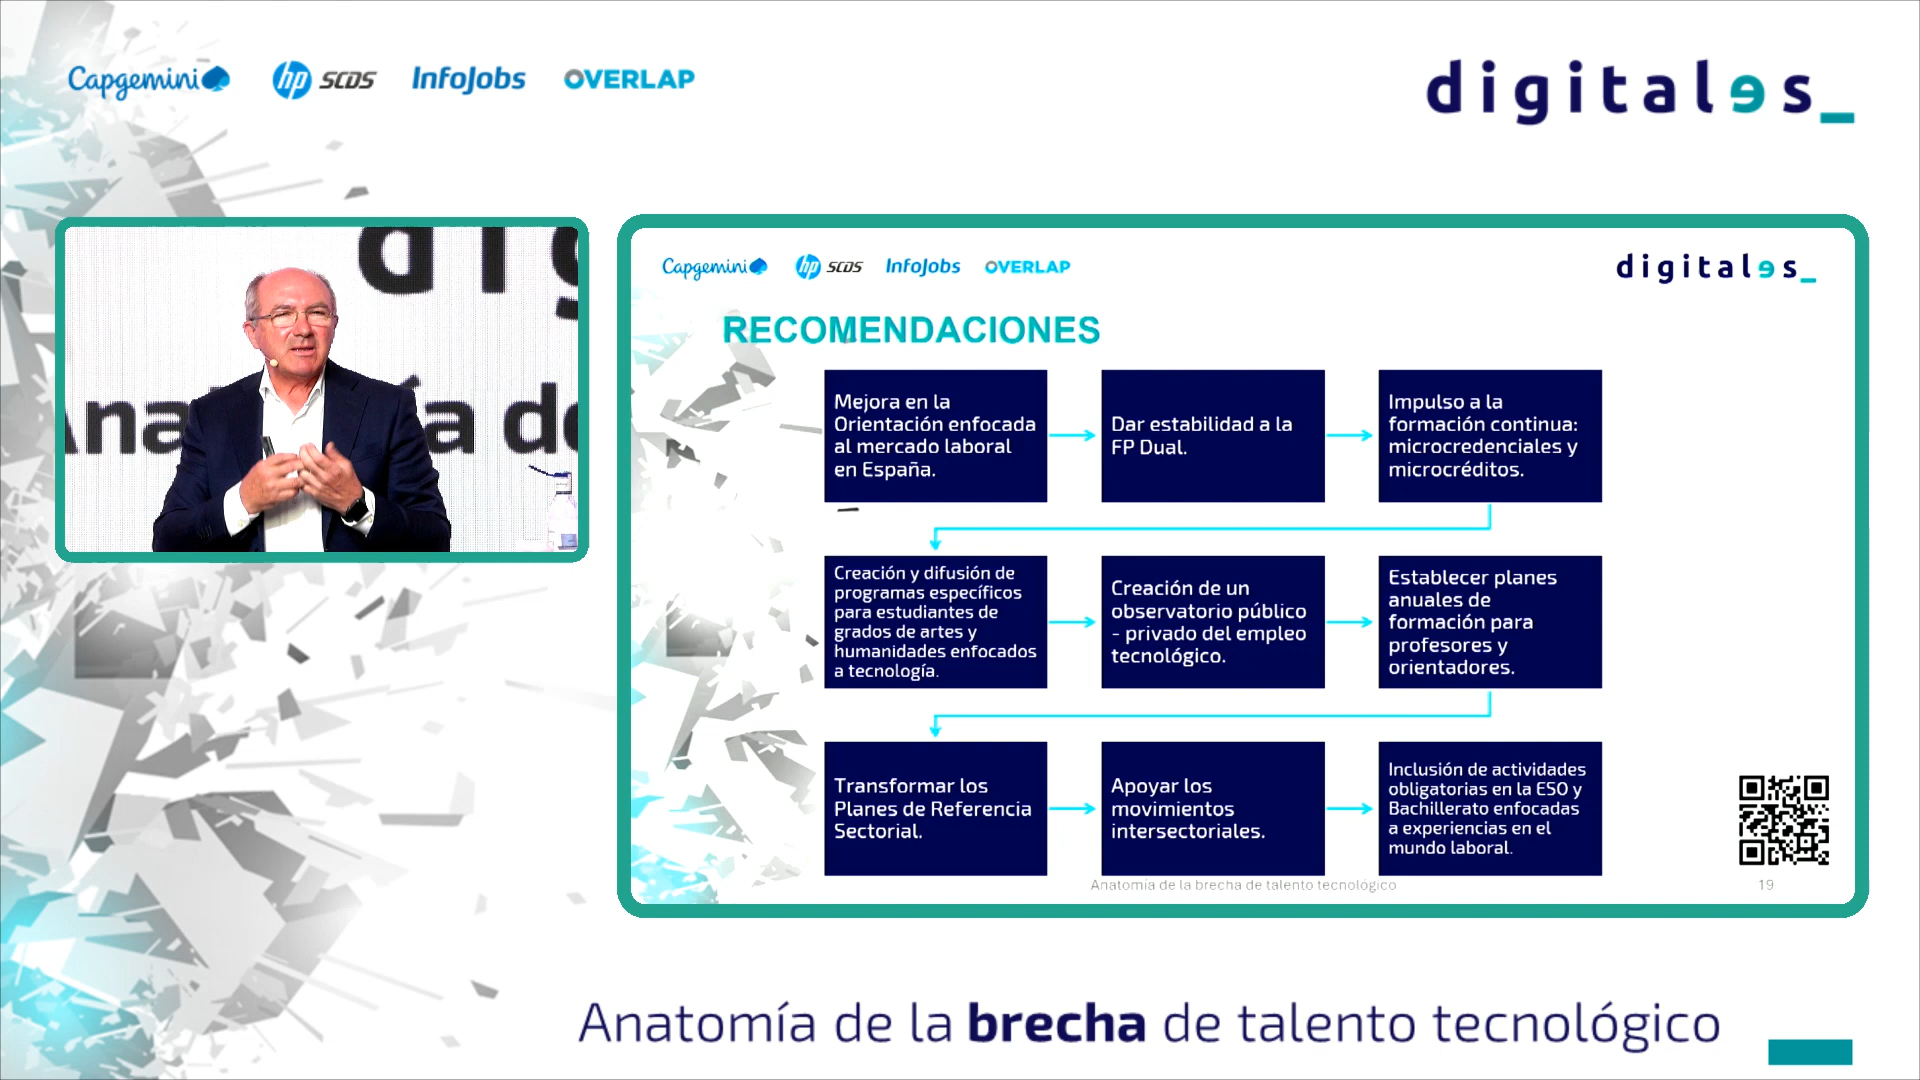 Capgemini hp SCDS InfoJobs OVERLAP
digitales_
dig
Ana
ía de
Capgemini hp SCDS InfoJobs OVERLAP
digitales_
RECOMENDACIONES
Mejora en la
Orientación enfocada
al mercado laboral
en España.
Dar estabilidad a la
FP Dual.
Impulso a la
formación continua:
microcredenciales y
microcréditos.
Creación y difusión de
programas específicos
para estudiantes de
grados de artes y
humanidades enfocados
a tecnología.
Creación de un
observatorio público
- privado del empleo
tecnológico.
Establecer planes
anuales de
formación para
profesores y
orientadores.
Transformar los
Planes de Referencia
Sectorial.
Apoyar los
movimientos
intersectoriales.
Inclusión de actividades
obligatorias en la ESO y
Bachillerato enfocadas
a experiencias en el
mundo laboral.
Anatomía de la brecha de talento tecnológico
19
Anatomía de la brecha de talento tecnológico